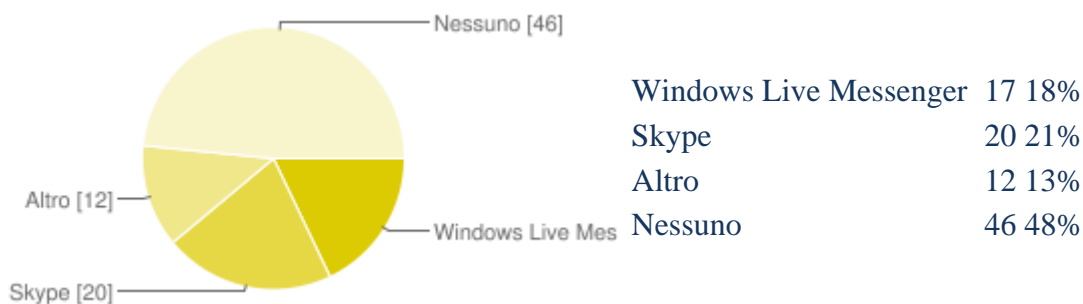 Nessuno [46]
Altro [12]
Windows Live Mes
Skype [20]
Windows Live Messenger 17 18%
Skype 20 21%
Altro 12 13%
Nessuno 46 48%